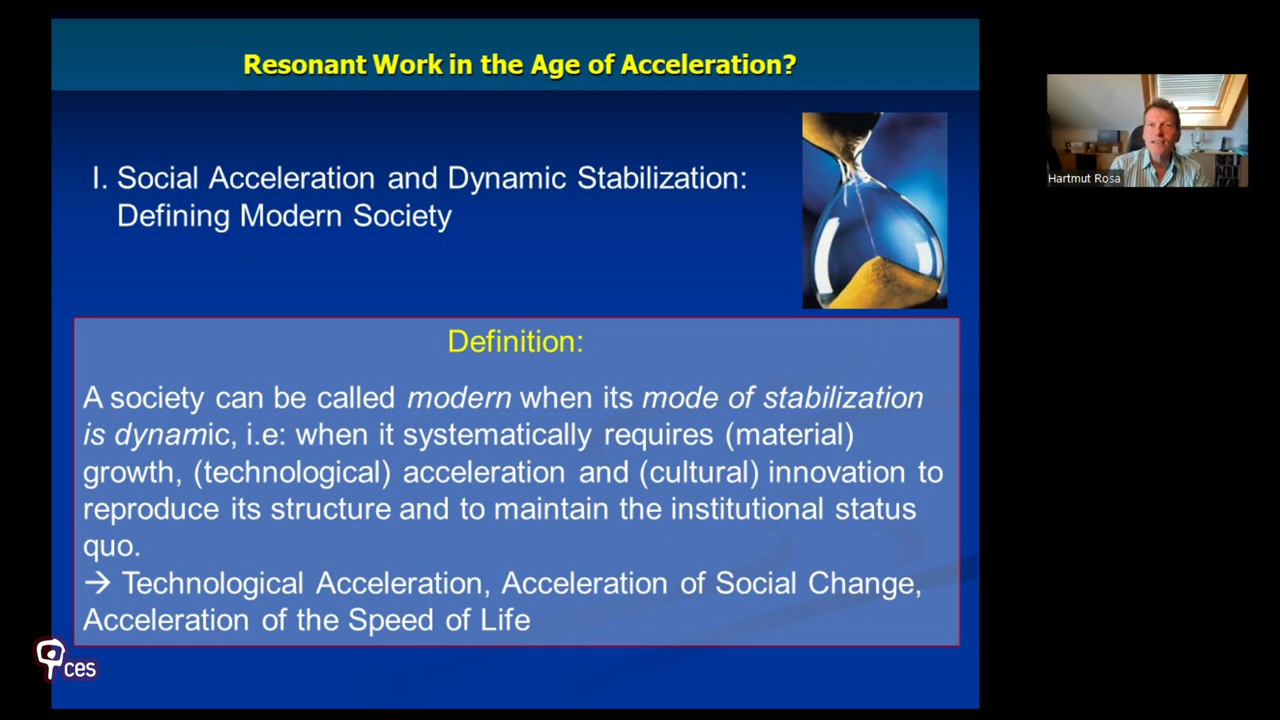 Resonant Work in the Age of Acceleration?
I. Social Acceleration and Dynamic Stabilization:
Defining Modern Society
Hartmut Rosa
Definition:
A society can be called modern when its mode of stabilization
is dynamic, i.e: when it systematically requires (material)
growth, (technological) acceleration and (cultural) innovation to
reproduce its structure and to maintain the institutional status
quo.
→ Technological Acceleration, Acceleration of Social Change,
Acceleration of the Speed of Life
ces